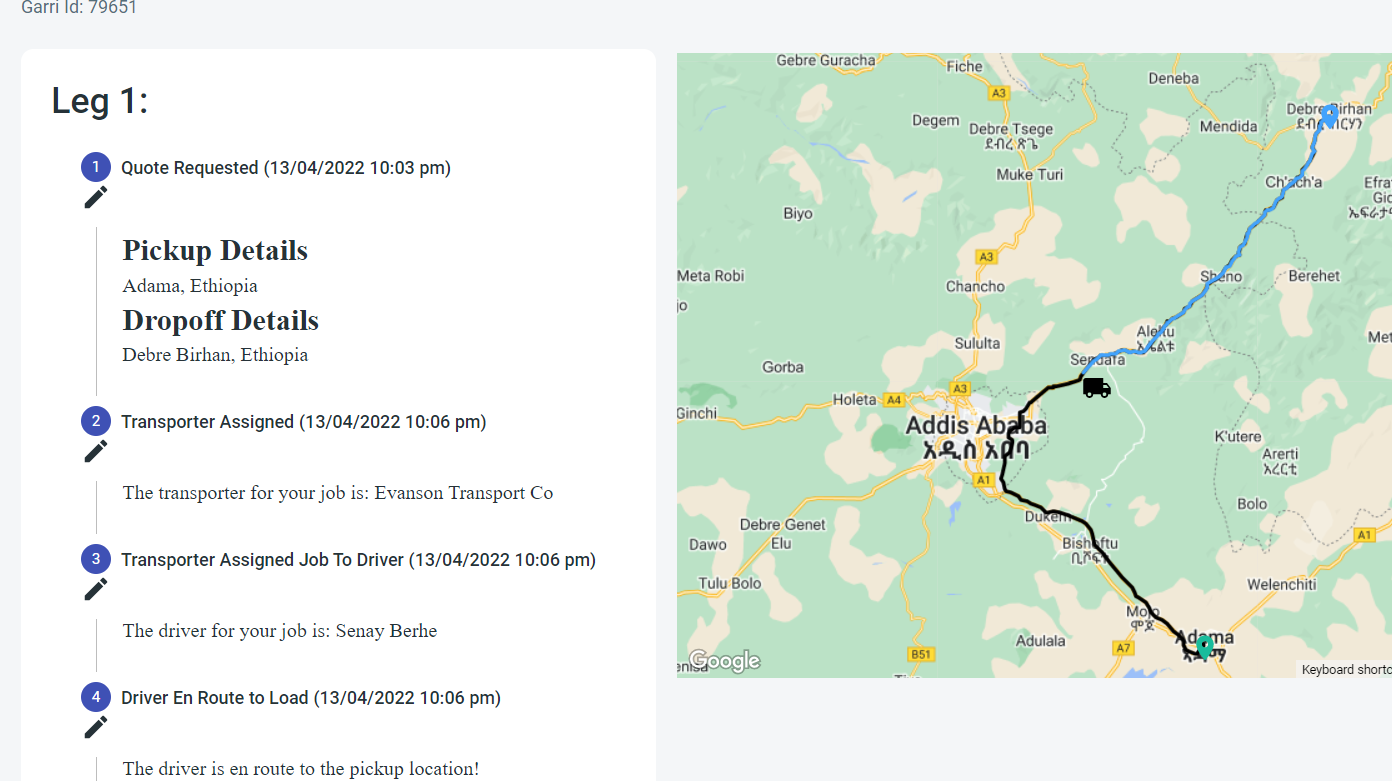 Garri Id: 79651
Leg 1:
1 Quote Requested (13/04/2022 10:03 pm)
Pickup Details
Adama, Ethiopia
Dropoff Details
Debre Birhan, Ethiopia
2 Transporter Assigned (13/04/2022 10:06 pm)
The transporter for your job is: Evanson Transport Co
3 Transporter Assigned Job To Driver (13/04/2022 10:06 pm)
The driver for your job is: Senay Berhe
4 Driver En Route to Load (13/04/2022 10:06 pm)
The driver is en route to the pickup location!
Debre Guracha
Fiche
Deneba
A3
Debre Birhan
Degem
Debre Tsege
ደብረ ጽጌ
Mendida
Muke Turi
Ch'ach'a
Biyo
A3
Meta Robi
Sheno
Berehet
Chancho
Aleltu
አሌልቱ
Sululta
Sendafa
Gorba
A3
Holeta
A4
Ginchi
Addis Ababa
አዲስ አበባ
K'utere
Arerti
አረርቲ
A1
Bolo
Dukem
Debre Genet
A1
Dawo
Elu
Bishoftu
ቢሾፍቱ
Tulu Bolo
Welenchiti
Mojo
ሞጆ
Adama
Adulala
A7
B51
Google
Keyboard